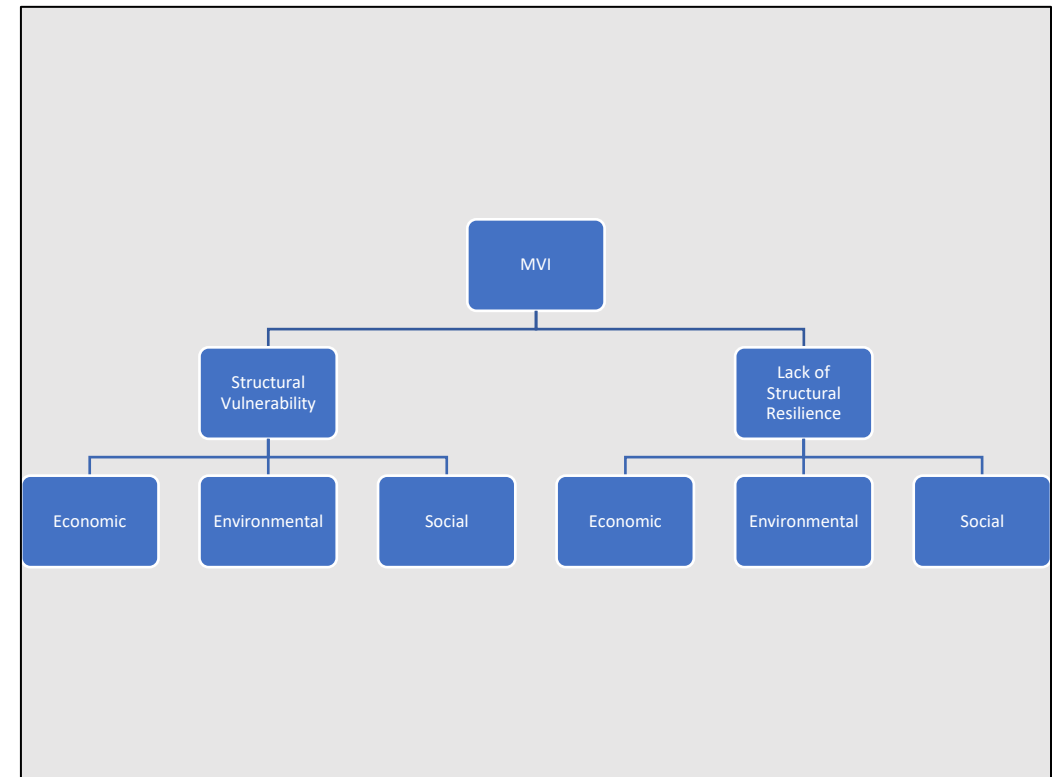 MVI
Structural
Vulnerability
Lack of
Structural
Resilience
Economic
Environmental
Social
Economic
Environmental
Social